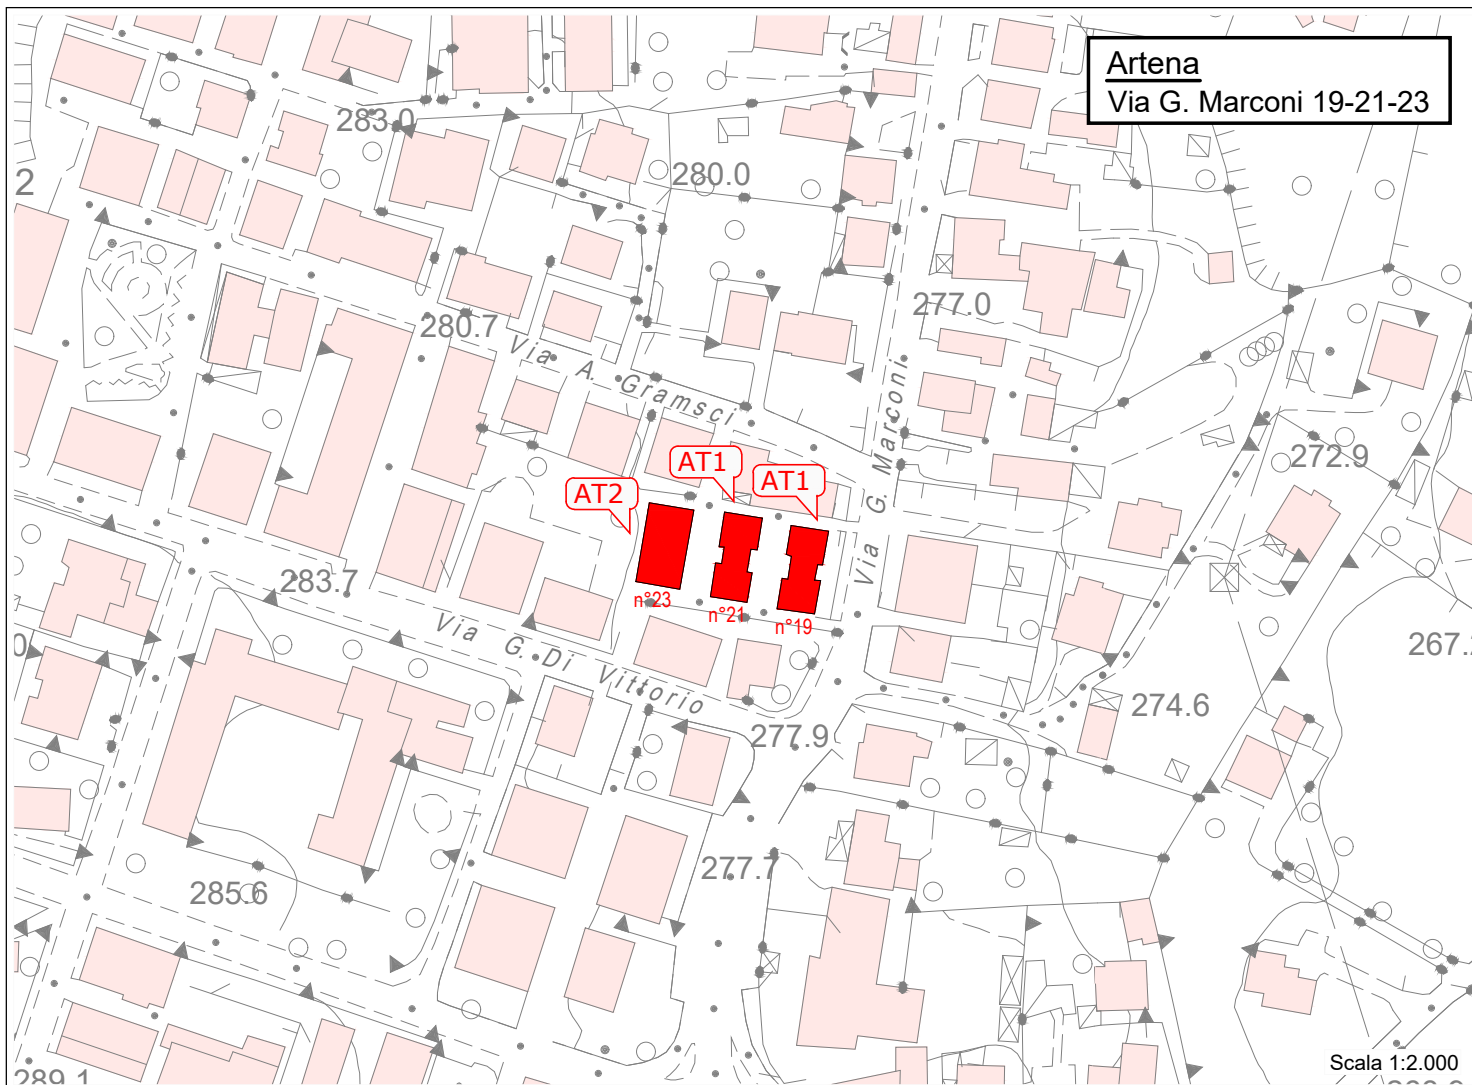 Artena
Via G. Marconi 19-21-23
283.0
280.0
2
277.0
280.7
Via A. Gramsci
Via G. Marconi
272.9
AT1
AT1
AT2
283.7
n°23
n°21
n°19
Via G. Di Vittorio
267.
274.6
277.9
277.7
285.6
289.1
Scala 1:2.000